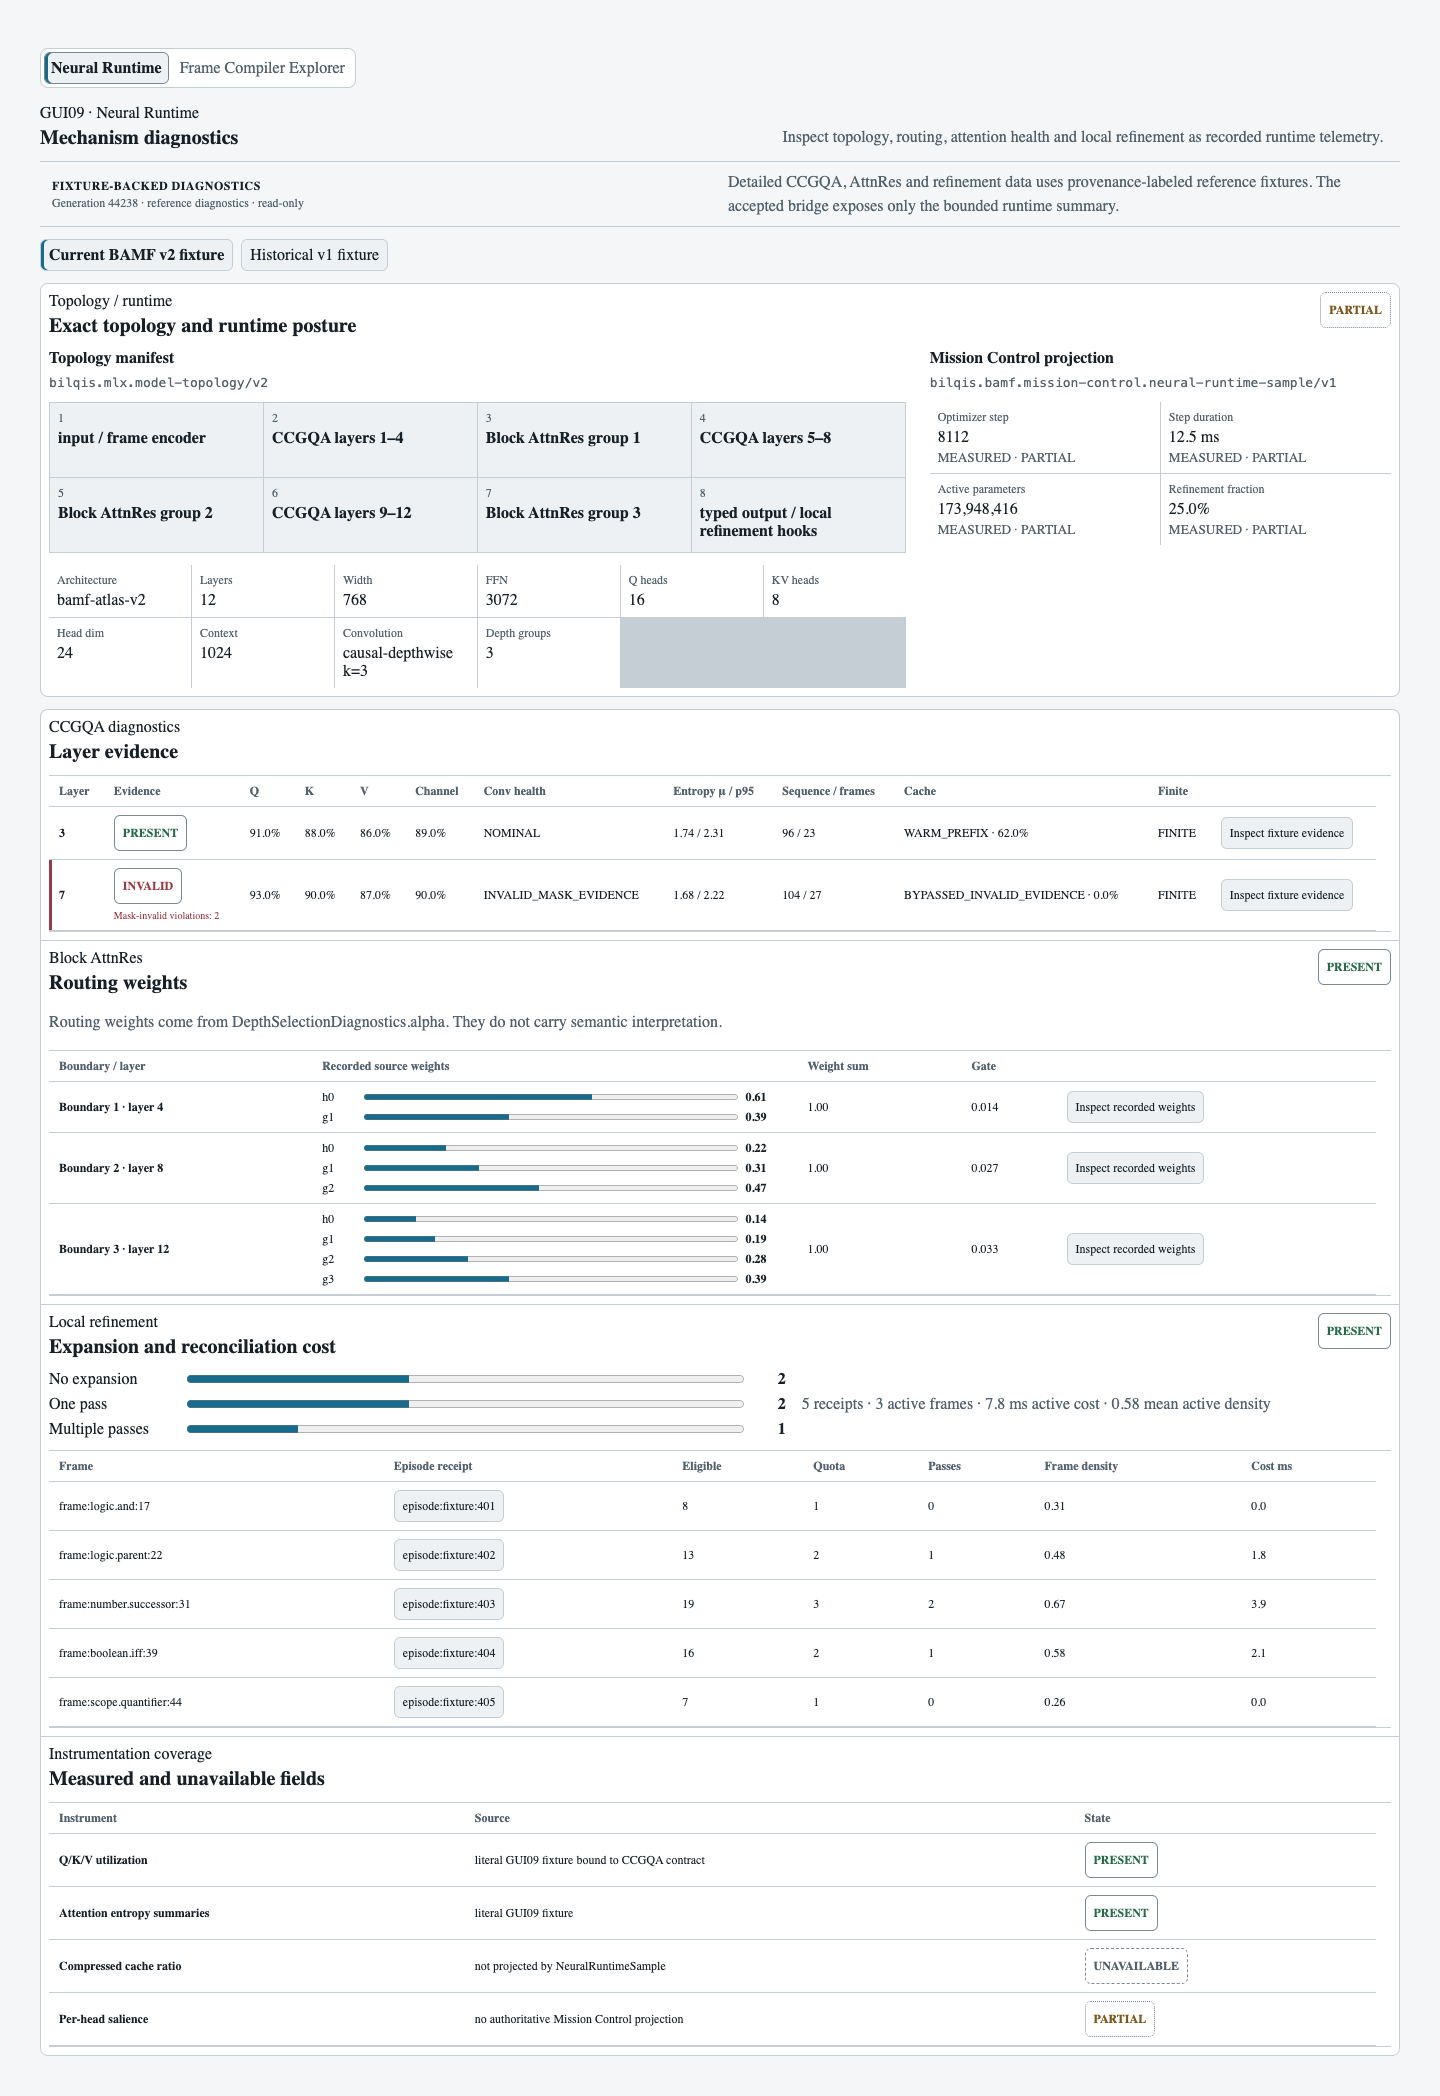 Neural Runtime Frame Compiler Explorer
GUI09 · Neural Runtime
Mechanism diagnostics
Inspect topology, routing, attention health and local refinement as recorded runtime telemetry.
FIXTURE-BACKED DIAGNOSTICS
Generation 44238 · reference diagnostics · read-only
Detailed CCGQA, AttnRes and refinement data uses provenance-labeled reference fixtures. The
accepted bridge exposes only the bounded runtime summary.
Current BAMF v2 fixture Historical v1 fixture
Topology / runtime
Exact topology and runtime posture
PARTIAL
Topology manifest
bilqis.mlx.model-topology/v2
1
input / frame encoder
2
CCGQA layers 1–4
3
Block AttnRes group 1
4
CCGQA layers 5–8
5
Block AttnRes group 2
6
CCGQA layers 9–12
7
Block AttnRes group 3
8
typed output / local
refinement hooks
Architecture
bamf-atlas-v2
Layers
12
Width
768
FFN
3072
Q heads
16
KV heads
8
Head dim
24
Context
1024
Convolution
causal-depthwise
k=3
Depth groups
3
Mission Control projection
bilqis.bamf.mission-control.neural-runtime-sample/v1
Optimizer step
8112
MEASURED · PARTIAL
Step duration
12.5 ms
MEASURED · PARTIAL
Active parameters
173,948,416
MEASURED · PARTIAL
Refinement fraction
25.0%
MEASURED · PARTIAL
CCGQA diagnostics
Layer evidence
Layer Evidence Q K V Channel Conv health Entropy μ / p95 Sequence / frames Cache Finite
3 PRESENT 91.0% 88.0% 86.0% 89.0% NOMINAL 1.74 / 2.31 96 / 23 WARM_PREFIX · 62.0% FINITE Inspect fixture evidence
7 INVALID 93.0% 90.0% 87.0% 90.0% INVALID_MASK_EVIDENCE 1.68 / 2.22 104 / 27 BYPASSED_INVALID_EVIDENCE · 0.0% FINITE Inspect fixture evidence
Mask-invalid violations: 2
Block AttnRes
Routing weights
PRESENT
Routing weights come from DepthSelectionDiagnostics.alpha. They do not carry semantic interpretation.
Boundary / layer Recorded source weights Weight sum Gate
Boundary 1 · layer 4
h0 0.61
g1 0.39
1.00 0.014 Inspect recorded weights
Boundary 2 · layer 8
h0 0.22
g1 0.31
g2 0.47
1.00 0.027 Inspect recorded weights
Boundary 3 · layer 12
h0 0.14
g1 0.19
g2 0.28
g3 0.39
1.00 0.033 Inspect recorded weights
Local refinement
Expansion and reconciliation cost
PRESENT
No expansion 2
One pass 2
Multiple passes 1
5 receipts · 3 active frames · 7.8 ms active cost · 0.58 mean active density
Frame Episode receipt Eligible Quota Passes Frame density Cost ms
frame:logic.and:17 episode:fixture:401 8 1 0 0.31 0.0
frame:logic.parent:22 episode:fixture:402 13 2 1 0.48 1.8
frame:number.successor:31 episode:fixture:403 19 3 2 0.67 3.9
frame:boolean.iff:39 episode:fixture:404 16 2 1 0.58 2.1
frame:scope.quantifier:44 episode:fixture:405 7 1 0 0.26 0.0
Instrumentation coverage
Measured and unavailable fields
Instrument Source State
Q/K/V utilization literal GUI09 fixture bound to CCGQA contract PRESENT
Attention entropy summaries literal GUI09 fixture PRESENT
Compressed cache ratio not projected by NeuralRuntimeSample UNAVAILABLE
Per-head salience no authoritative Mission Control projection PARTIAL